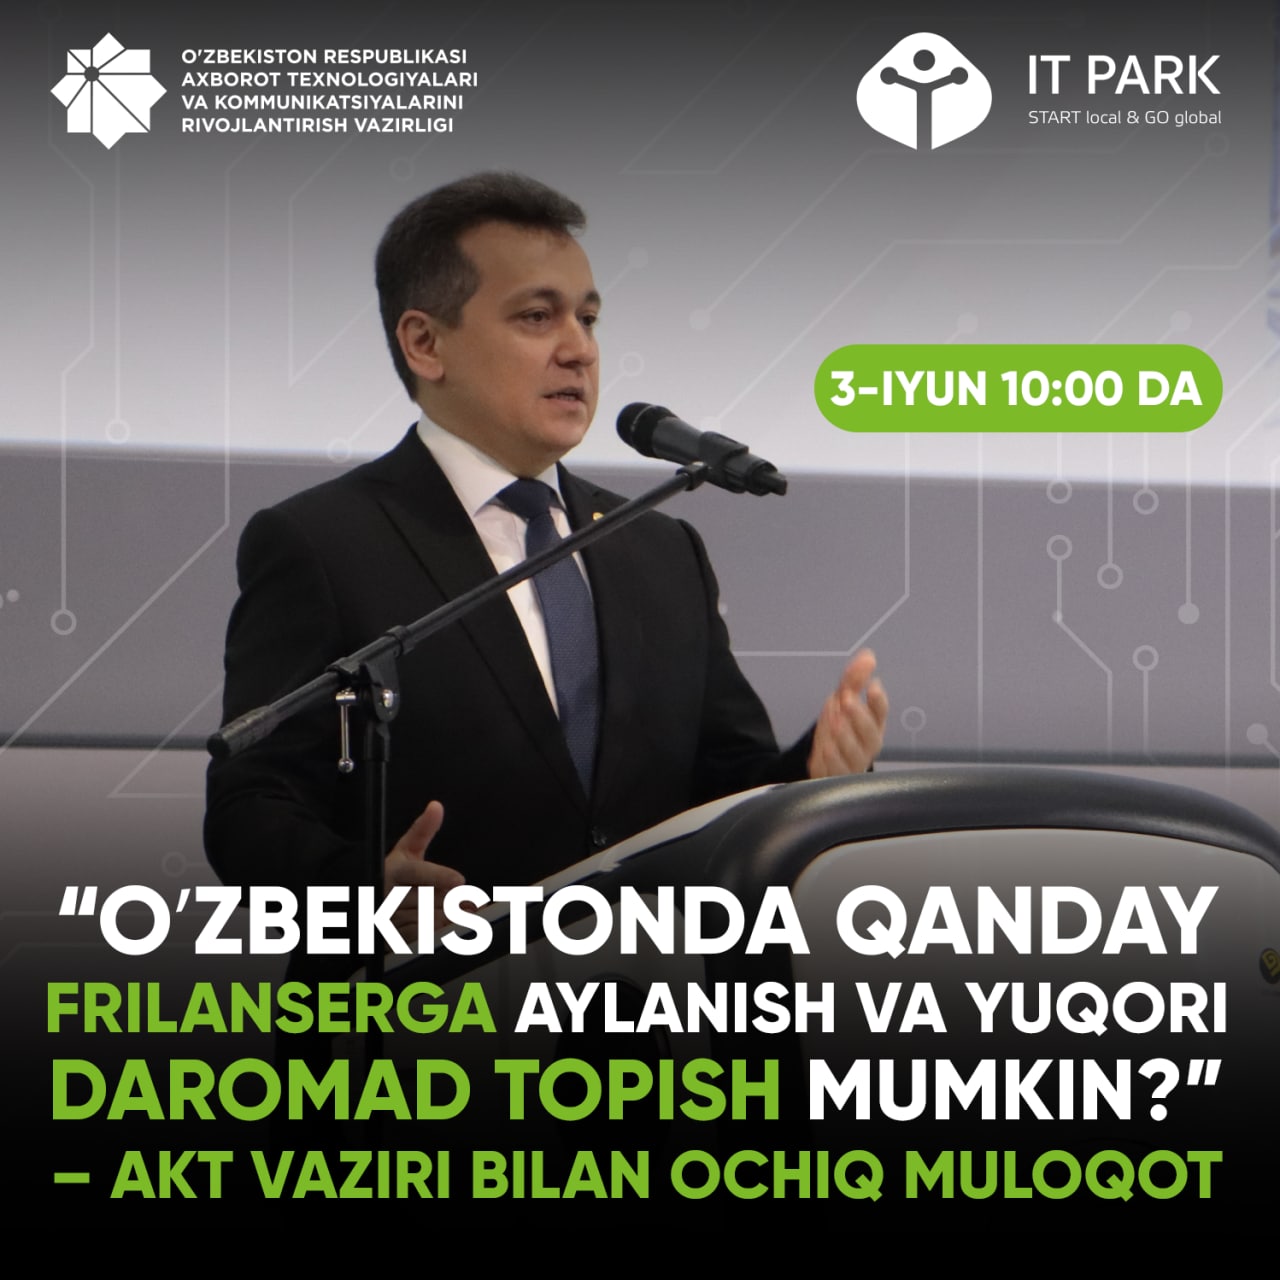 O'ZBEKISTON RESPUBLIKASI
AXBOROT TEXNOLOGIYALARI
VA KOMMUNIKATSIYALARINI
RIVOJLANTIRISH VAZIRLIGI
IT PARK
START local & GO global
3-IYUN 10:00 DA
“O'ZBEKISTONDA QANDAY
FRILANSERGA AYLANISH VA YUQORI
DAROMAD TOPISH MUMKIN?”
– AKT VAZIRI BILAN OCHIQ MULOQOT